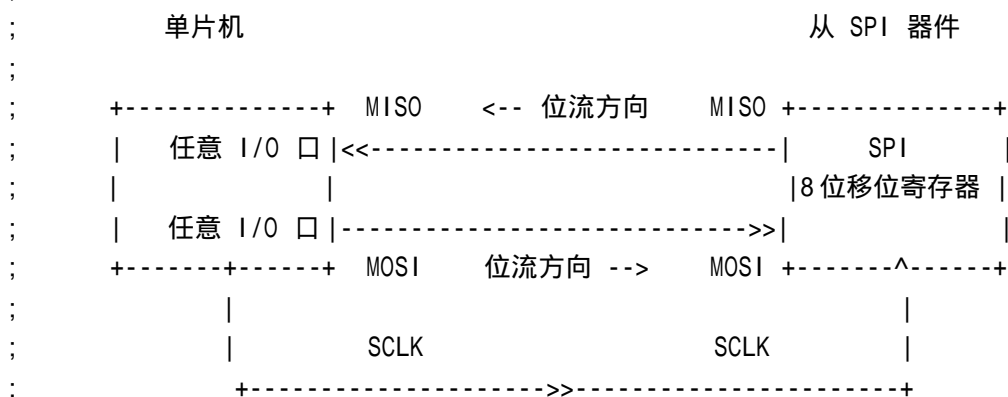 ;          单片机                                        从 SPI 器件
;
;      +--------------+  MISO    <-- 位流方向    MISO +--------------+
;      |   任意 I/O 口|<<-----------------------------|     SPI      |
;      |              |                               |8位移位寄存器 |
;      |   任意 I/O 口|----------------------------->>|              |
;      +-------+------+  MOSI    位流方向 -->    MOSI +-------^------+
;              |                                              |
;              |         SCLK                    SCLK         |
:              +---------------------->>-----------------------+